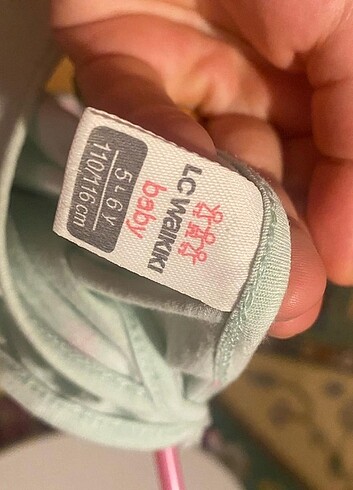 LC WAIKIKI
baby
5 - 6 Y
110/116 cm